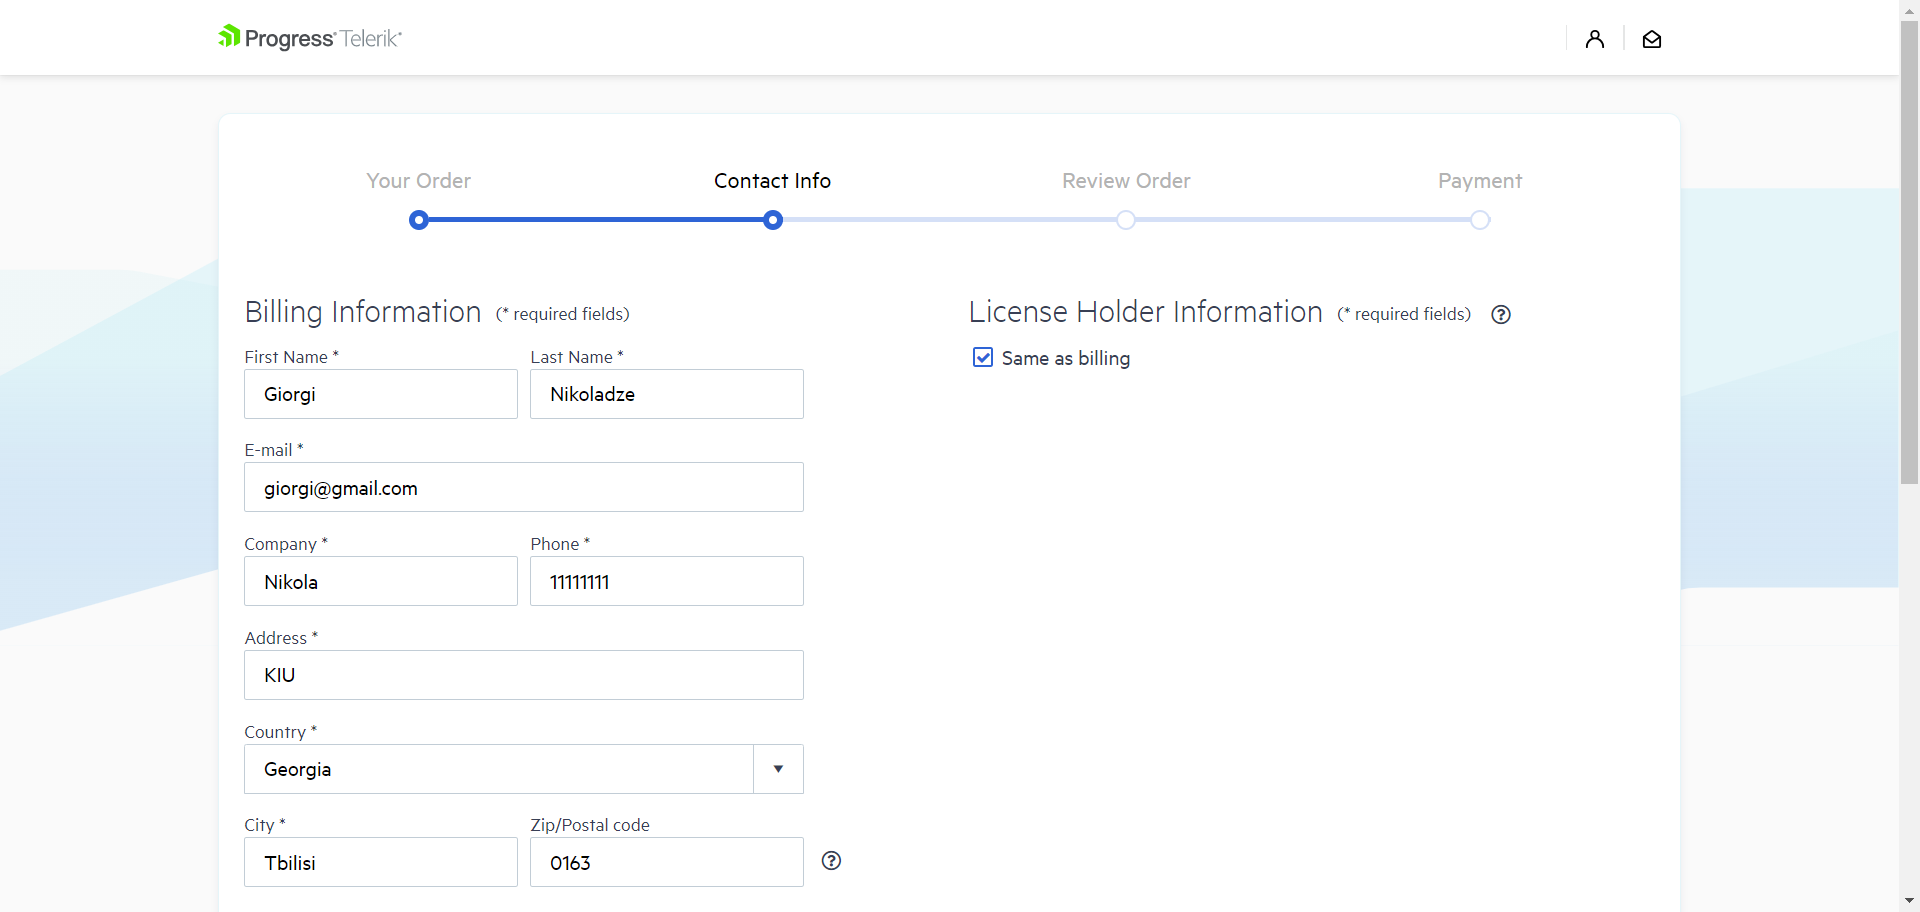 Progress Telerik
Your Order
Contact Info
Review Order
Payment
Billing Information (* required fields)
First Name *
Last Name *
Giorgi
Nikoladze
E-mail *
giorgi@gmail.com
Company *
Phone *
Nikola
11111111
Address *
KIU
Country *
Georgia
City *
Zip/Postal code
Tbilisi
0163
License Holder Information (* required fields)
Same as billing